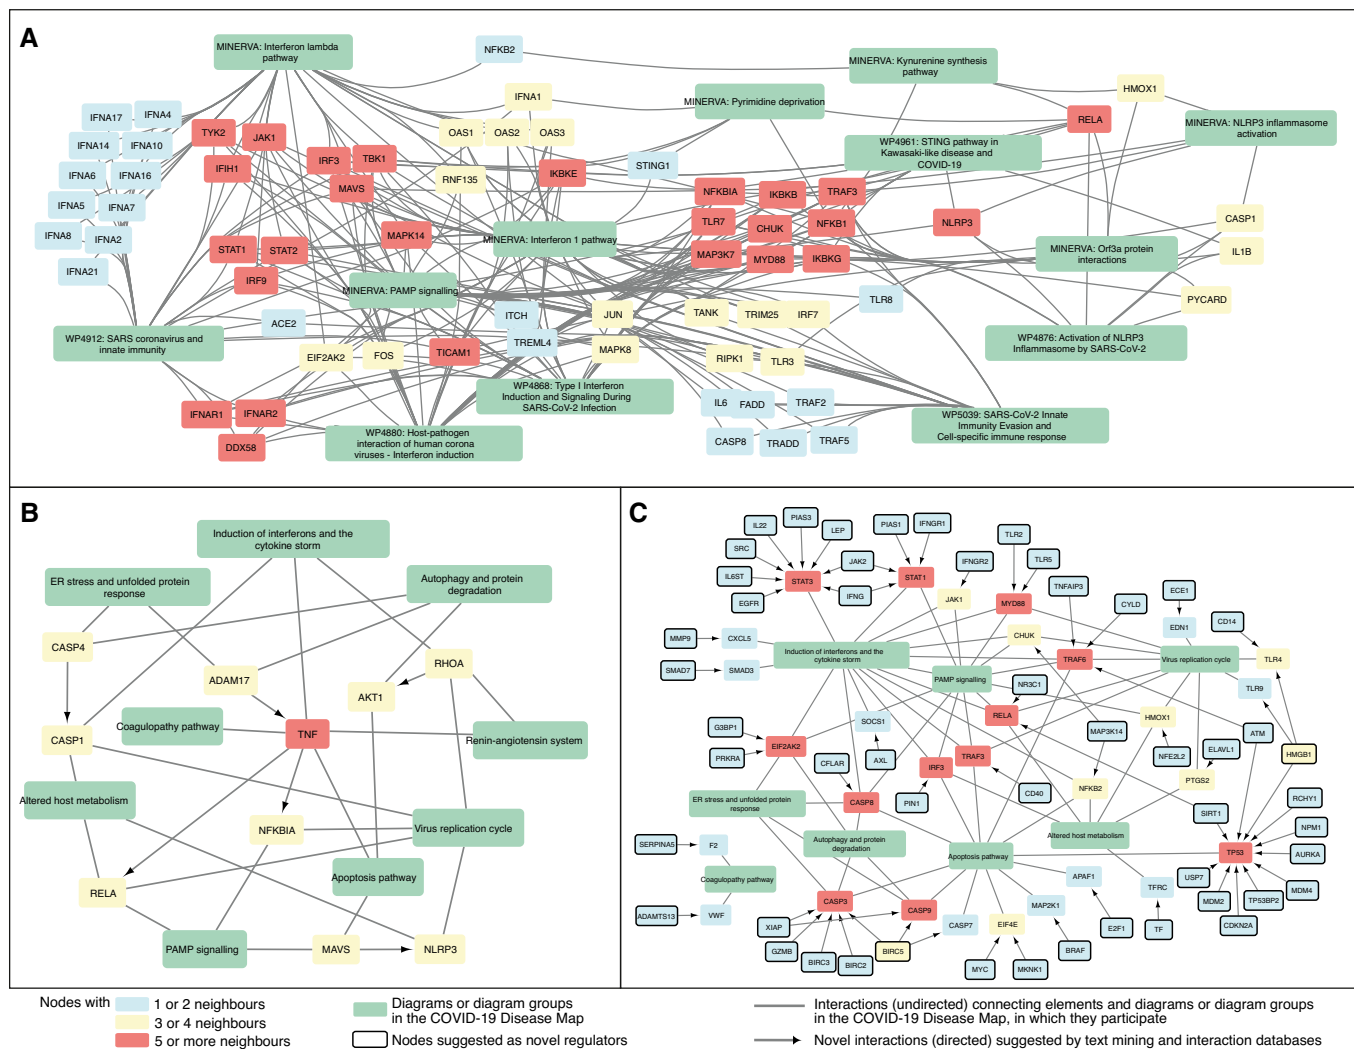 A
MINERVA: Interferon lambda
pathway
NFKB2
MINERVA: Kynurenine synthesis
pathway
HMOX1
IFNA1
MINERVA: Pyrimidine deprivation
RELA
MINERVA: NLRP3 inflammasome
activation
IFNA17
IFNA4
IFNA14
IFNA10
IFNA6
IFNA16
IFNA5
IFNA7
IFNA8
IFNA2
IFNA21
TYK2
JAK1
IFIH1
IRF3
TBK1
MAVS
OAS1
OAS2
OAS3
RNF135
IKBKE
STING1
WP4961: STING pathway in
Kawasaki-like disease and
COVID-19
NFKBIA
IKBKB
TRAF3
TLR7
CHUK
NFKB1
MAP3K7
MYD88
IKBKG
NLRP3
CASP1
IL1B
STAT1
STAT2
IRF9
MAPK14
MINERVA: Interferon 1 pathway
MINERVA: PAMP signalling
MINERVA: Orf3a protein
interactions
PYCARD
TLR8
WP4912: SARS coronavirus and
innate immunity
ACE2
ITCH
TREML4
JUN
TANK
TRIM25
IRF7
EIF2AK2
FOS
TICAM1
MAPK8
RIPK1
TLR3
WP4876: Activation of NLRP3
Inflammasome by SARS-CoV-2
WP4868: Type I Interferon
Induction and Signaling During
SARS-CoV-2 Infection
IFNAR1
IFNAR2
DDX58
WP4880: Host-pathogen
interaction of human corona
viruses - Interferon induction
IL6
FADD
TRAF2
CASP8
TRADD
TRAF5
WP5039: SARS-CoV-2 Innate
Immunity Evasion and
Cell-specific immune response
B
Induction of interferons and the
cytokine storm
ER stress and unfolded protein
response
Autophagy and protein
degradation
CASP4
ADAM17
RHOA
AKT1
Coagulopathy pathway
TNF
Renin-angiotensin system
CASP1
Altered host metabolism
NFKBIA
Virus replication cycle
RELA
Apoptosis pathway
PAMP signalling
MAVS
NLRP3
C
IL22
PIAS3
LEP
PIAS1
IFNGR1
SRC
JAK2
IL6ST
STAT3
STAT1
EGFR
IFNG
IFNGR2
JAK1
TLR2
TLR5
MYD88
TNFAIP3
CYLD
ECE1
EDN1
CD14
CHUK
MMP9
CXCL5
SMAD7
SMAD3
Induction of interferons and the
cytokine storm
TRAF6
Virus replication cycle
TLR4
PAMP signalling
NR3C1
TLR9
RELA
HMOX1
G3BP1
PRKRA
EIF2AK2
SOCS1
AXL
MAP3K14
NFE2L2
ELAVL1
ATM
HMGB1
CFLAR
IRF3
TRAF3
PTGS2
ER stress and unfolded protein
response
CASP8
PIN1
CD40
NFKB2
SIRT1
RCHY1
NPM1
AURKA
SERPINA5
F2
Autophagy and protein
degradation
Apoptosis pathway
Altered host metabolism
TP53
Coagulopathy pathway
APAF1
TFRC
USP7
MDM4
MDM2
TP53BP2
CDKN2A
ADAMTS13
VWF
CASP3
CASP9
MAP2K1
XIAP
CASP7
EIF4E
E2F1
TF
GZMB
BIRC3
BIRC2
BIRC5
BRAF
MYC
MKNK1
Nodes with
1 or 2 neighbours
3 or 4 neighbours
5 or more neighbours
Diagrams or diagram groups
in the COVID-19 Disease Map
Nodes suggested as novel regulators
Interactions (undirected) connecting elements and diagrams or diagram groups
in the COVID-19 Disease Map, in which they participate
Novel interactions (directed) suggested by text mining and interaction databases